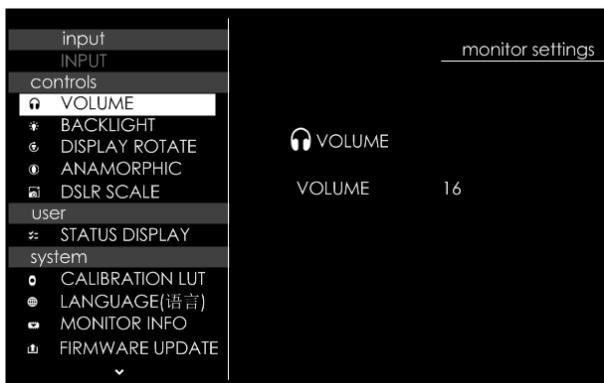 input
INPUT
controls
VOLUME
BACKLIGHT
DISPLAY ROTATE
ANAMORPHIC
DSLR SCALE
user
STATUS DISPLAY
system
CALIBRATION LUT
LANGUAGE(语言)
MONITOR INFO
FIRMWARE UPDATE
monitor settings
VOLUME
VOLUME 16